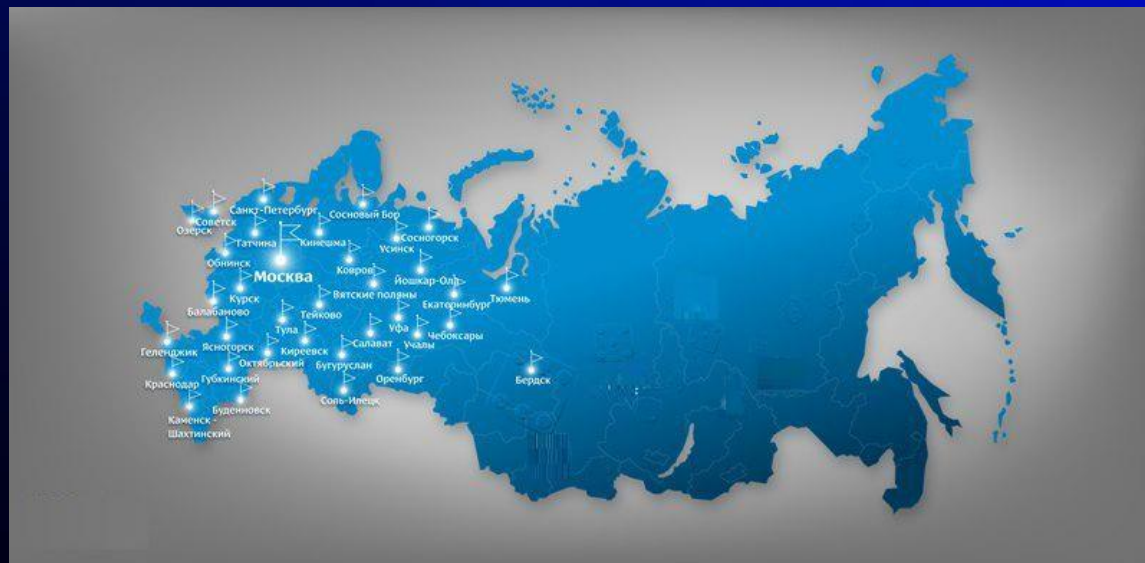 Санкт-Петербург
Сосновый Бор
Советск
Озерск
Гатчина
Кинешма
Сосногорск
Усинск
Обнинск
Москва
Ковров
Йошкар-Ола
Вятские поляны
Тюмень
Курск
Екатеринбург
Балабаново
Тейково
Тула
Уфа
Чебоксары
Ясногорск
Салават
Учалы
Геленджик
Киреевск
Октябрьский
Бугуруслан
Краснодар
Губкинский
Оренбург
Бердск
Соль-Илецк
Буденновск
Каменск -
Шахтинский